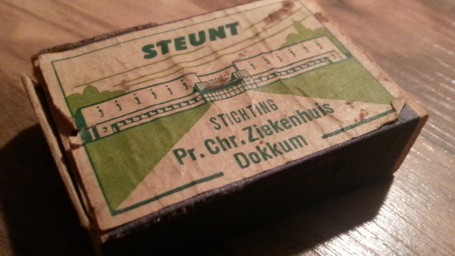 STEUNT
STICHTING
Pr. Chr. Ziekenhuis
Dokkum